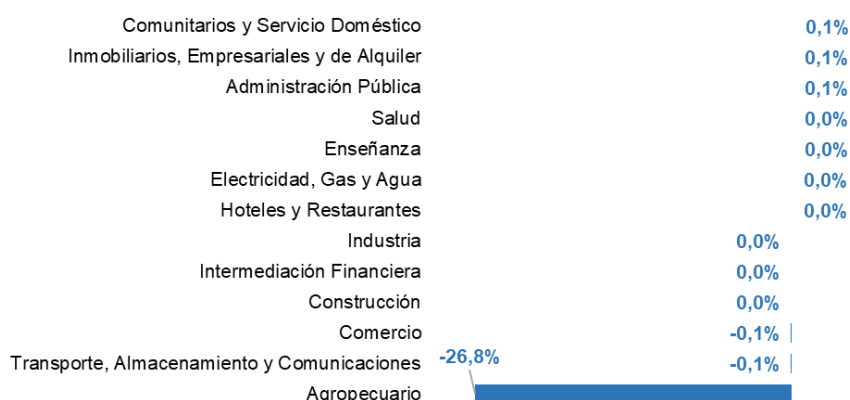 Comunitarios y Servicio Doméstico 0,1%
Inmobiliarios, Empresariales y de Alquiler 0,1%
Administración Pública 0,1%
Salud 0,0%
Enseñanza 0,0%
Electricidad, Gas y Agua 0,0%
Hoteles y Restaurantes 0,0%
Industria 0,0%
Intermediación Financiera 0,0%
Construcción 0,0%
Comercio -0,1%
Transporte, Almacenamiento y Comunicaciones -0,1%
Agropecuario -26,8%